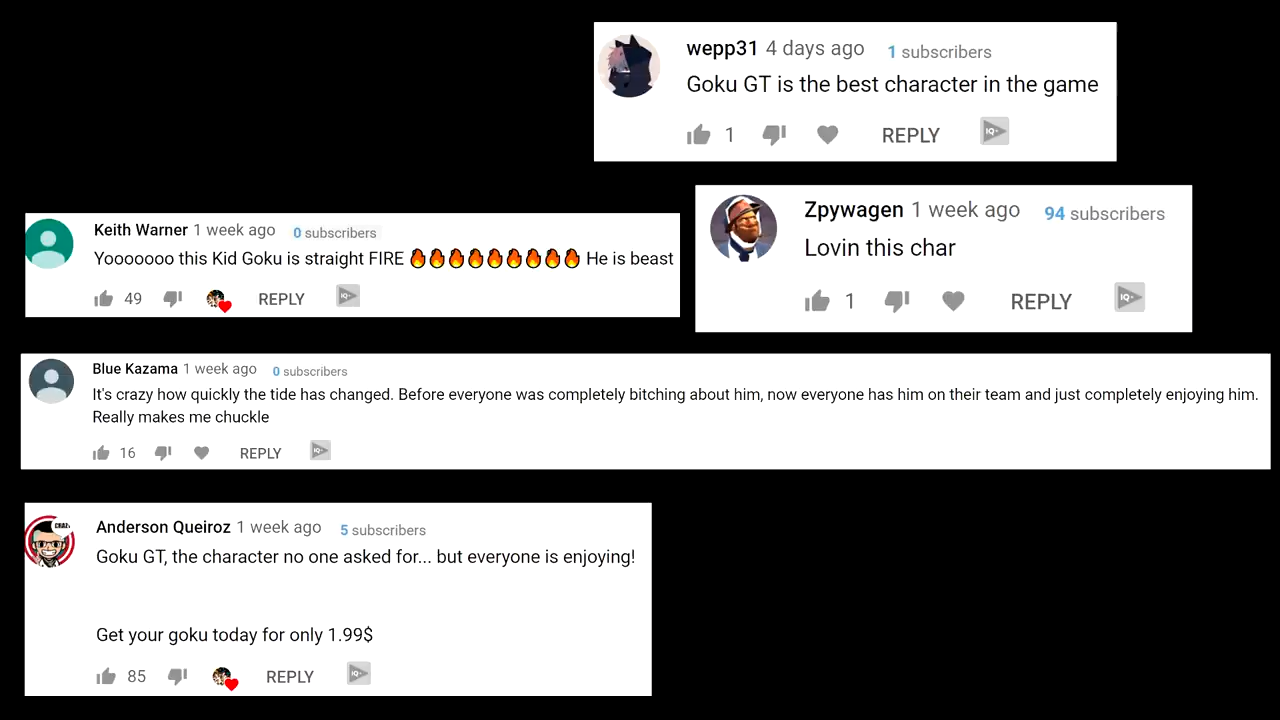 wepp31 4 days ago 1 subscribers
Goku GT is the best character in the game
1 REPLY IQ+
Zpywagen 1 week ago 94 subscribers
Lovin this char
1 REPLY IQ+
Keith Warner 1 week ago 0 subscribers
Yooooooo this Kid Goku is straight FIRE 🔥🔥🔥🔥🔥🔥🔥🔥🔥 He is beast
49 REPLY IQ+
Blue Kazama 1 week ago 0 subscribers
It's crazy how quickly the tide has changed. Before everyone was completely bitching about him, now everyone has him on their team and just completely enjoying him.
Really makes me chuckle
16 REPLY IQ+
CRAZY
Anderson Queiroz 1 week ago 5 subscribers
Goku GT, the character no one asked for... but everyone is enjoying!
Get your goku today for only 1.99$
85 REPLY IQ+